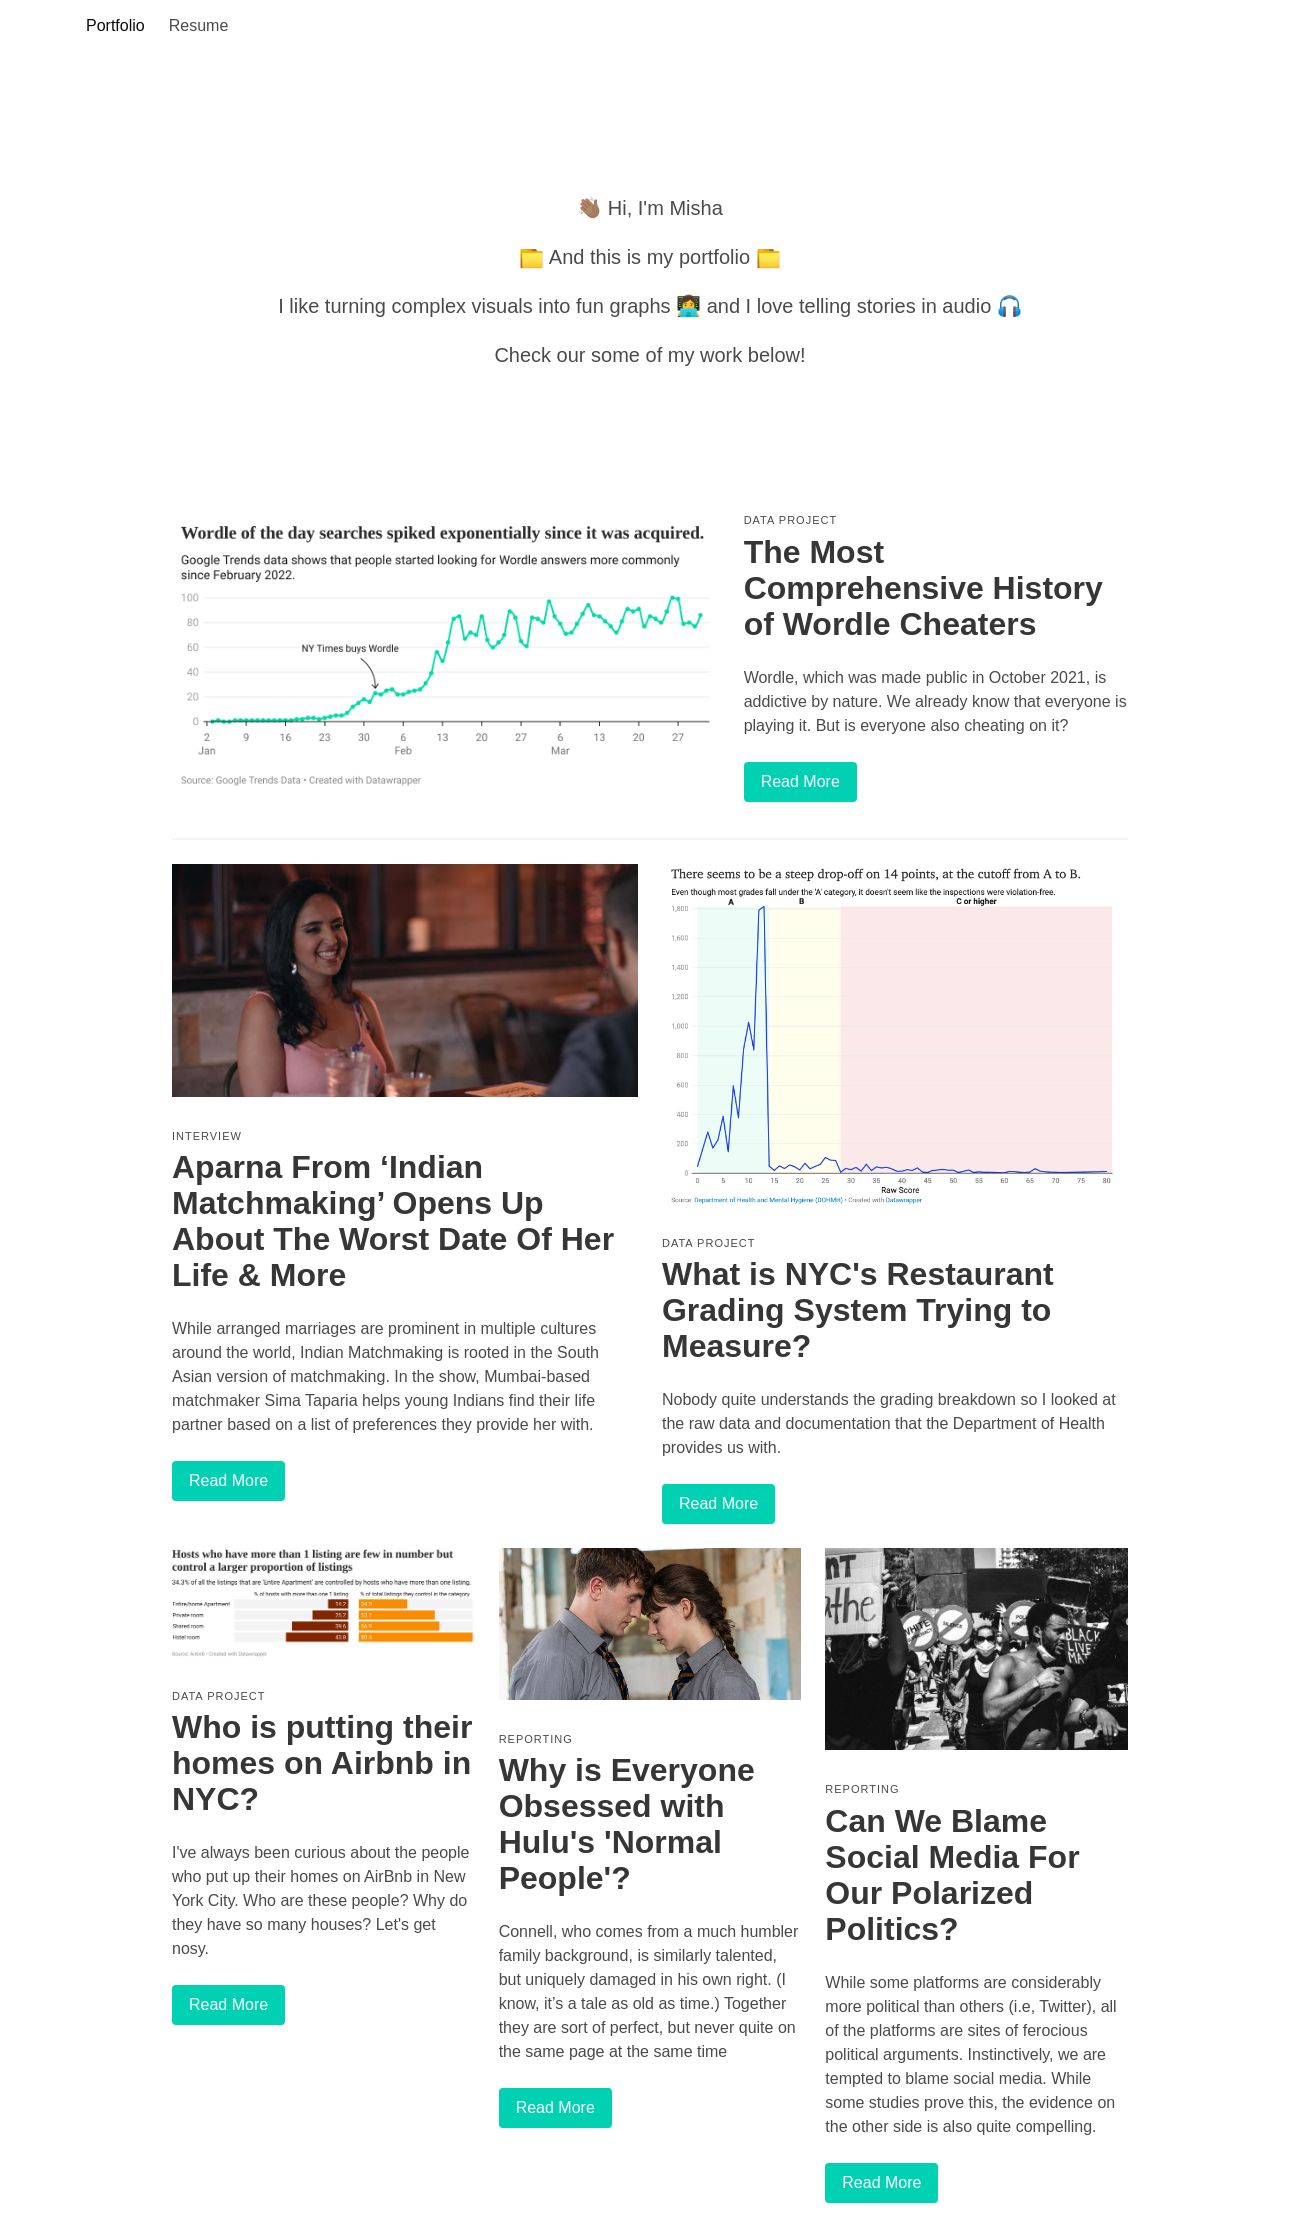 Portfolio
Resume
👋🏽 Hi, I'm Misha
🗂️ And this is my portfolio 🗂️
I like turning complex visuals into fun graphs 👩‍💻 and I love telling stories in audio 🎧
Check our some of my work below!
Wordle of the day searches spiked exponentially since it was acquired.
Google Trends data shows that people started looking for Wordle answers more commonly
since February 2022.
100
80
60
40
20
0
NY Times buys Wordle
2 9 16 23 30 6 13 20 27 6 13 20 27
Jan Feb Mar
Source: Google Trends Data • Created with Datawrapper
DATA PROJECT
The Most
Comprehensive History
of Wordle Cheaters
Wordle, which was made public in October 2021, is
addictive by nature. We already know that everyone is
playing it. But is everyone also cheating on it?
Read More
INTERVIEW
Aparna From ‘Indian
Matchmaking’ Opens Up
About The Worst Date Of Her
Life & More
While arranged marriages are prominent in multiple cultures
around the world, Indian Matchmaking is rooted in the South
Asian version of matchmaking. In the show, Mumbai-based
matchmaker Sima Taparia helps young Indians find their life
partner based on a list of preferences they provide her with.
Read More
There seems to be a steep drop-off on 14 points, at the cutoff from A to B.
Even though most grades fall under the 'A' category, it doesn't seem like the inspections were violation-free.
A B C or higher
1,800
1,600
1,400
1,200
1,000
800
600
400
200
0
0 5 10 15 20 25 30 35 40 45 50 55 60 65 70 75 80
Raw Score
Source: Department of Health and Mental Hygiene (DOHMH) • Created with Datawrapper
DATA PROJECT
What is NYC's Restaurant
Grading System Trying to
Measure?
Nobody quite understands the grading breakdown so I looked at
the raw data and documentation that the Department of Health
provides us with.
Read More
Hosts who have more than 1 listing are few in number but
control a larger proportion of listings
34.3% of all the listings that are 'Entire Apartment' are controlled by hosts who have more than one listing.
% of hosts with more than one 1 listing
% of total listings they control in the category
Entire/home Apartment
Private room 25.2
Shared room 39.6
Hotel room 43.8
Source: Airbnb • Created with Datawrapper
DATA PROJECT
Who is putting their
homes on Airbnb in
NYC?
I've always been curious about the people
who put up their homes on AirBnb in New
York City. Who are these people? Why do
they have so many houses? Let's get
nosy.
Read More
REPORTING
Why is Everyone
Obsessed with
Hulu's 'Normal
People'?
Connell, who comes from a much humbler
family background, is similarly talented,
but uniquely damaged in his own right. (I
know, it’s a tale as old as time.) Together
they are sort of perfect, but never quite on
the same page at the same time
Read More
WHITE
SILENCE
BLACK
LIVES
REPORTING
Can We Blame
Social Media For
Our Polarized
Politics?
While some platforms are considerably
more political than others (i.e, Twitter), all
of the platforms are sites of ferocious
political arguments. Instinctively, we are
tempted to blame social media. While
some studies prove this, the evidence on
the other side is also quite compelling.
Read More